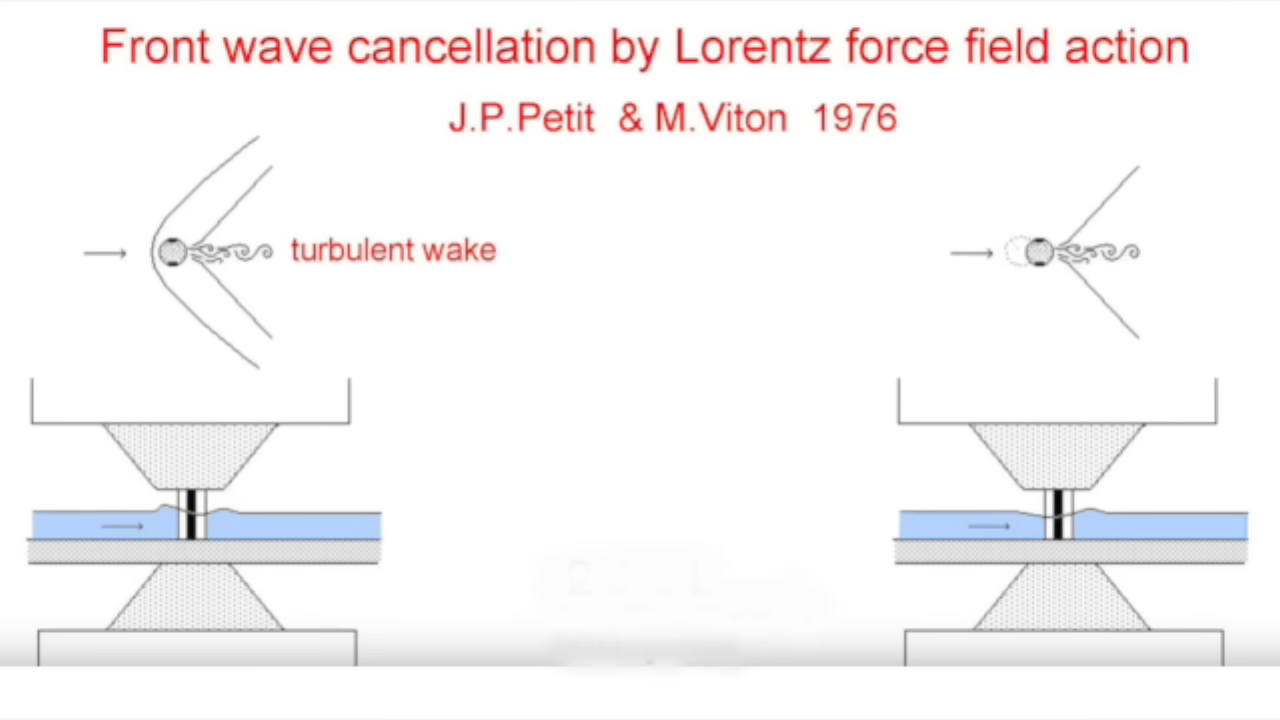 Front wave cancellation by Lorentz force field action
J.P.Petit & M.Viton 1976
turbulent wake